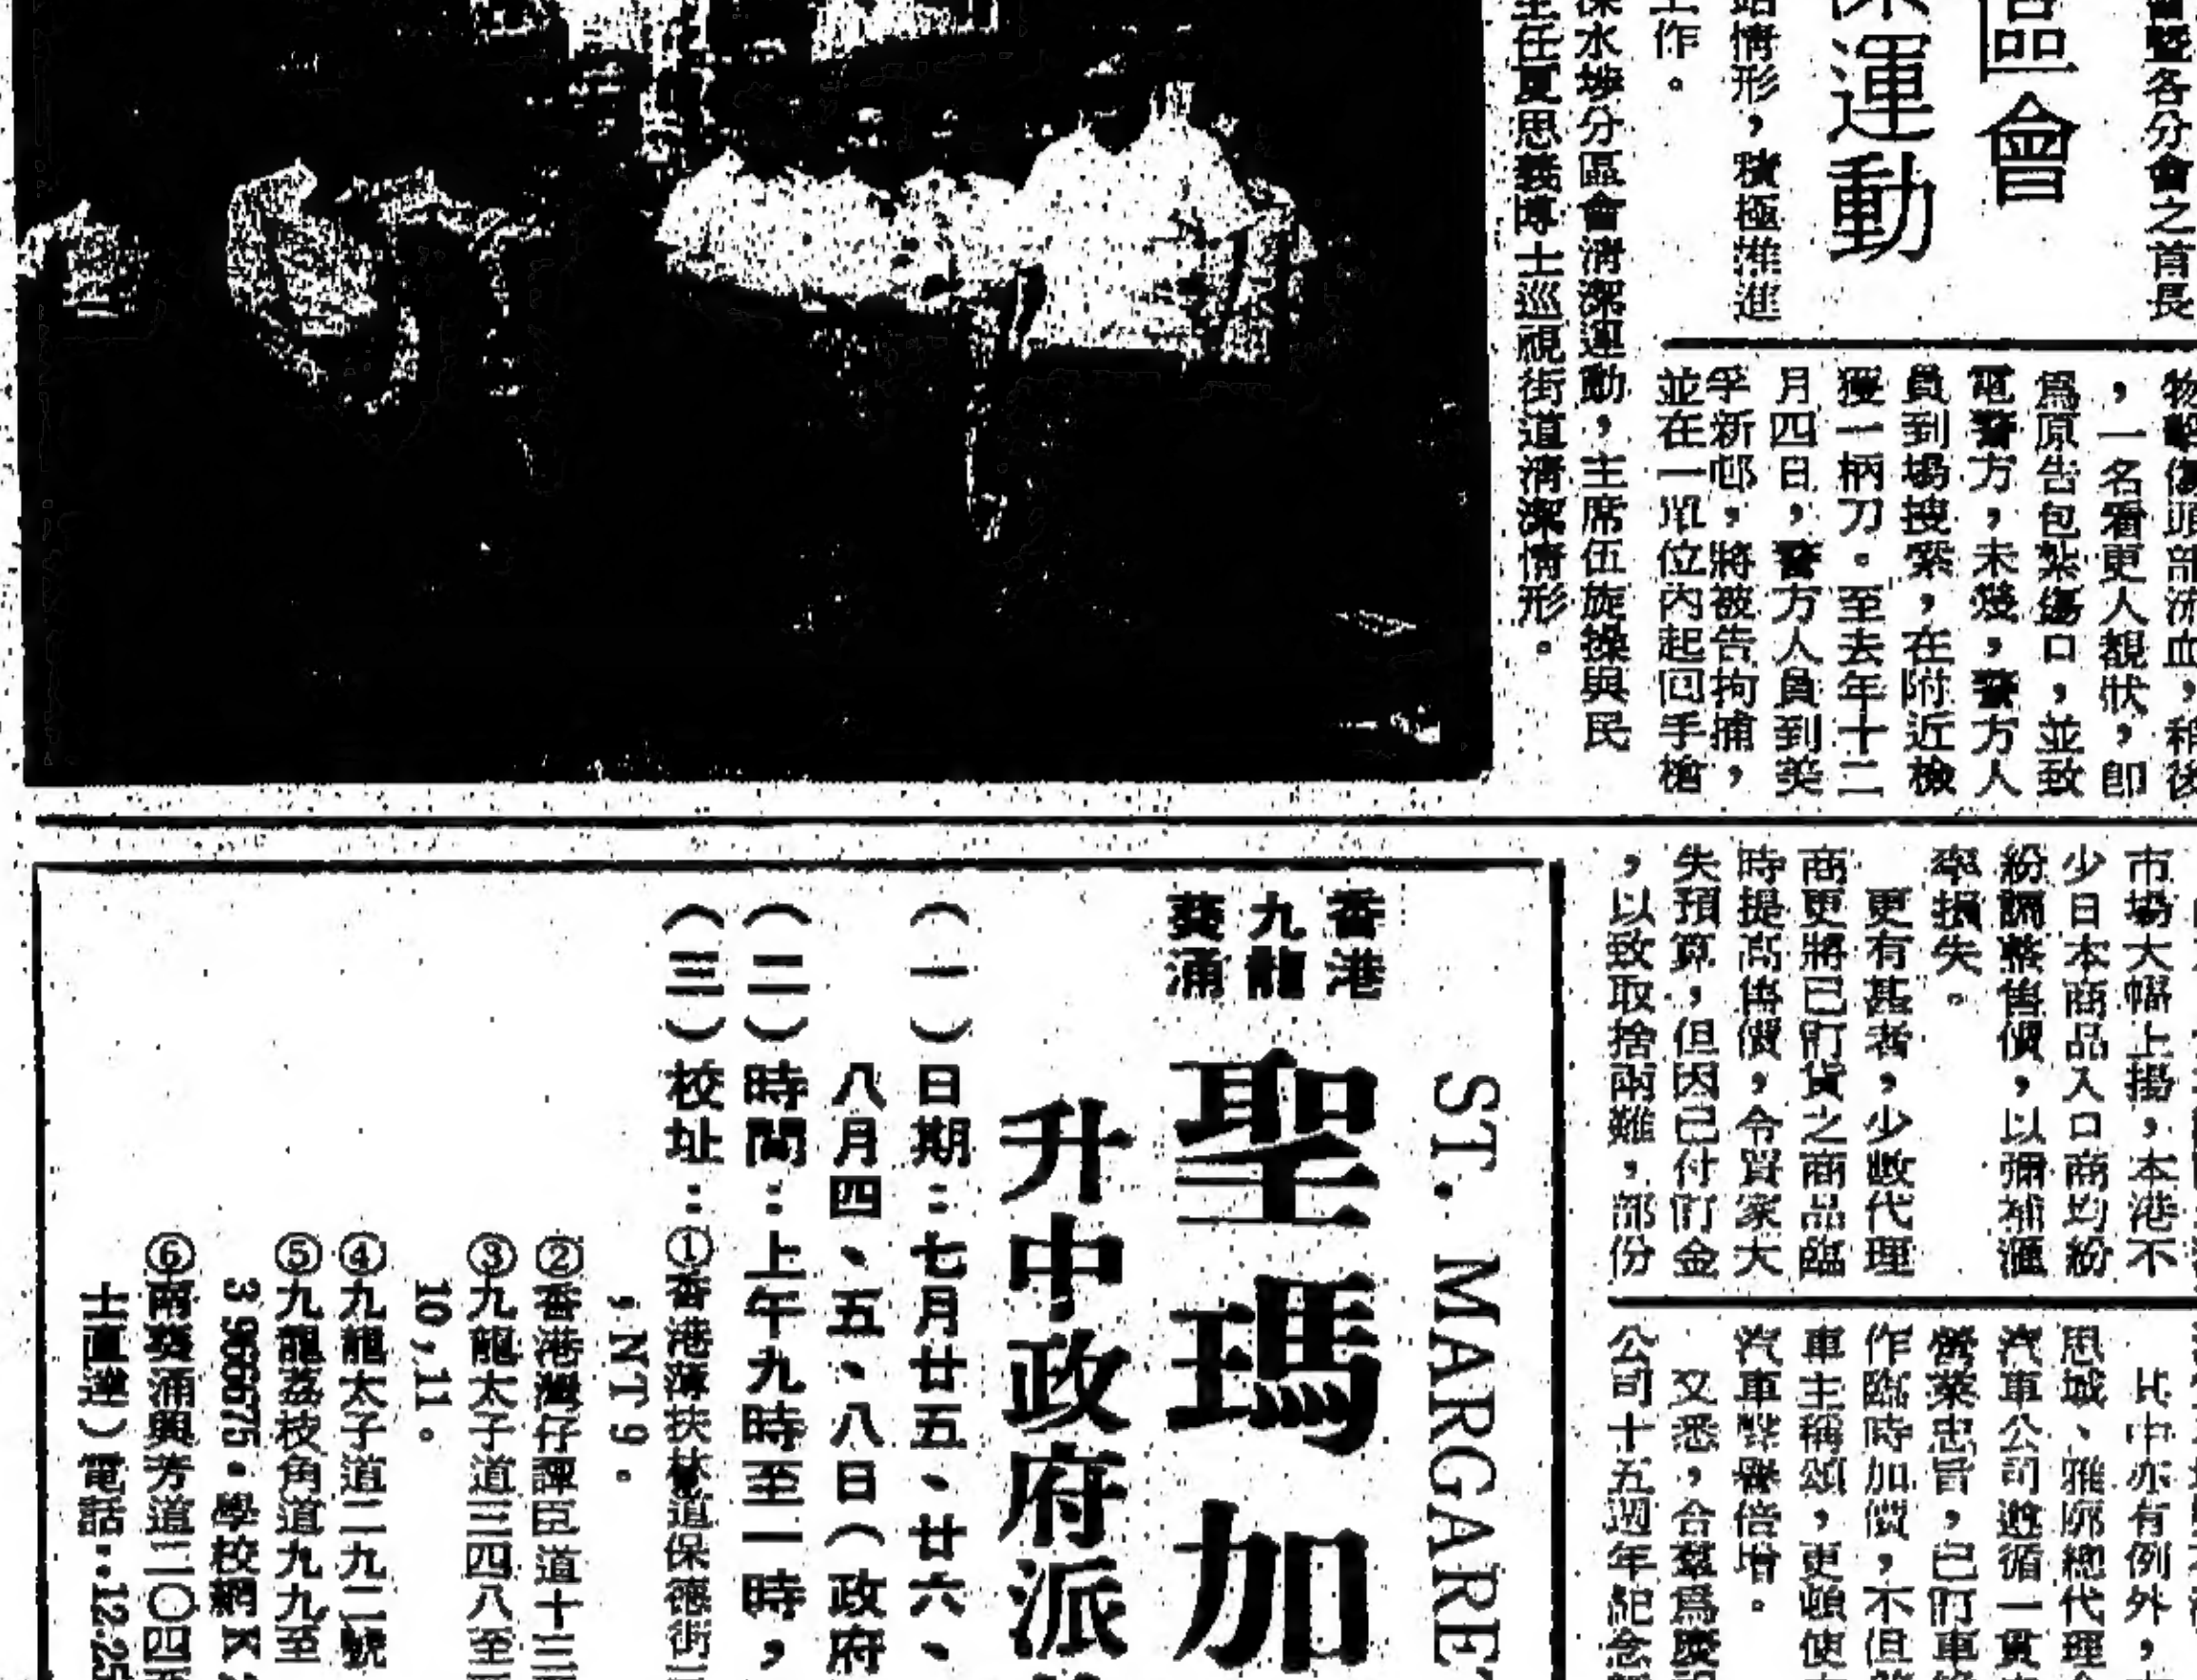 會暨各分會之首長
區會
潔運動
路情形，積極推進
工作。
深水埗分區會清潔運動，主席伍旋操與民
主任夏思義博士巡視街道清潔情形。
物擊傷頭部流血，稍後
，一名看更人覩狀，卽
爲原告包紮傷口，並致
電警方，未幾，警方人
員到場搜索，在附近檢
獲一柄刀。至去年十二
月四日，警方人員到美
孚新邨，將被告拘捕，
並在一單位內起回手槍
市場大幅上揚，本港不
少日本商品入口商均紛
紛調整售價，以彌補滙
率損失。
更有甚者，少數代理
商更將已訂貨之商品臨
時提高售價，令買家大
失預算，但因已付訂金
，以致取捨兩難，部份
其中亦有例外，
思城、雅廓總代理
汽車公司遵循一貫
營業忠旨，已訂車
作臨時加價，不但
車主稱頌，更頓使
汽車聲譽倍增。
又悉，合羣爲慶祝
公司十五週年紀念
ST. MARGARET
香港
九龍
葵涌
聖瑪加
升中政府派
（一）日期：七月廿五、廿六、
八月四、五、八日（政府
（二）時間：上午九時至一時，
（三）校址：①香港薄扶林道保德街
，NT9。
②香港灣仔譚臣道十三
③九龍太子道三四八至
10,11。
④九龍太子道二九二號
⑤九龍荔枝角道九九至
3-966675。學校網K
⑥南葵涌興芳道二〇四
士直達）電話：12-25